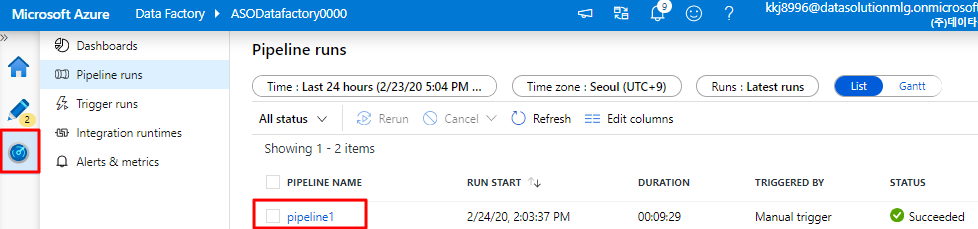 Microsoft Azure Data Factory ▸ ASODatafactory0000 9 kkj8996@datasolutionmlg.onmicrosoft
(주)데이타
»
Dashboards
Pipeline runs
Trigger runs
Integration runtimes
Alerts & metrics
2
Pipeline runs
Time : Last 24 hours (2/23/20 5:04 PM ... Time zone : Seoul (UTC+9) Runs : Latest runs List Gantt
All status Rerun Cancel Refresh Edit columns
Showing 1 - 2 items
PIPELINE NAME RUN START ↑↓ DURATION TRIGGERED BY STATUS
pipeline1 2/24/20, 2:03:37 PM 00:09:29 Manual trigger Succeeded